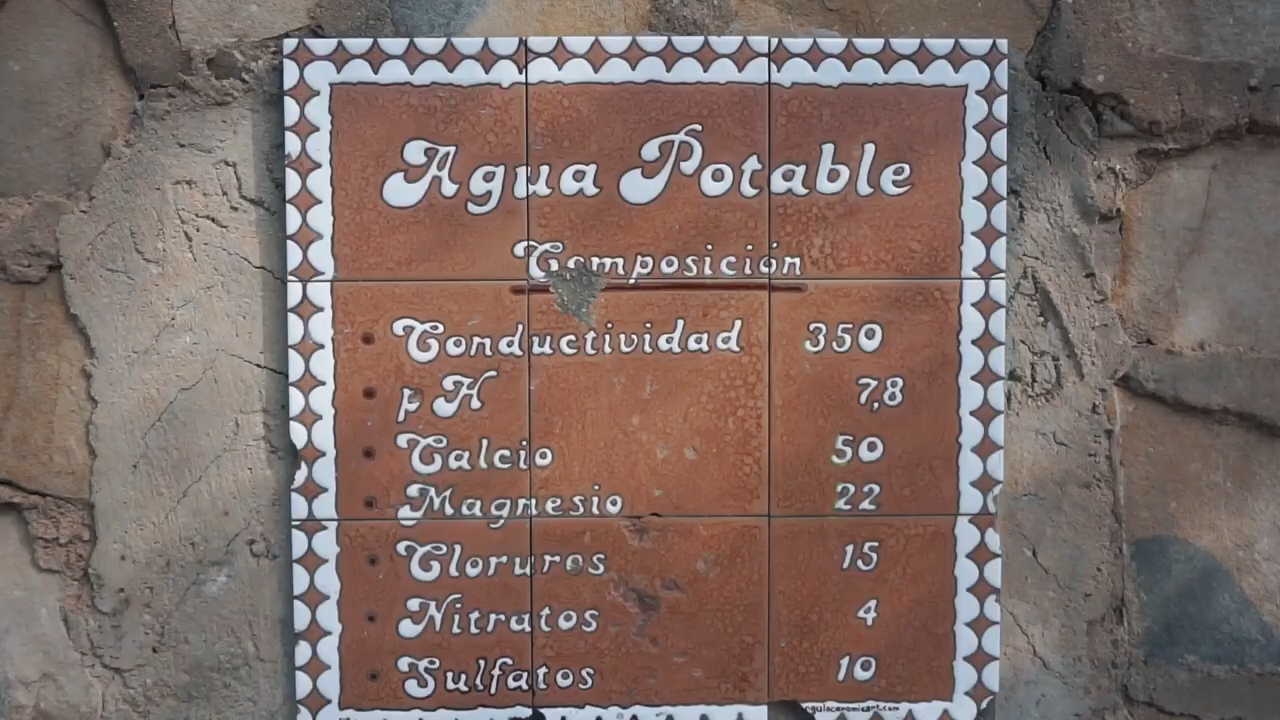 Agua Potable
Composición
Conductividad 350
pH 7,8
Calcio 50
Magnesio 22
Cloruros 15
Nitratos 4
Sulfatos 10